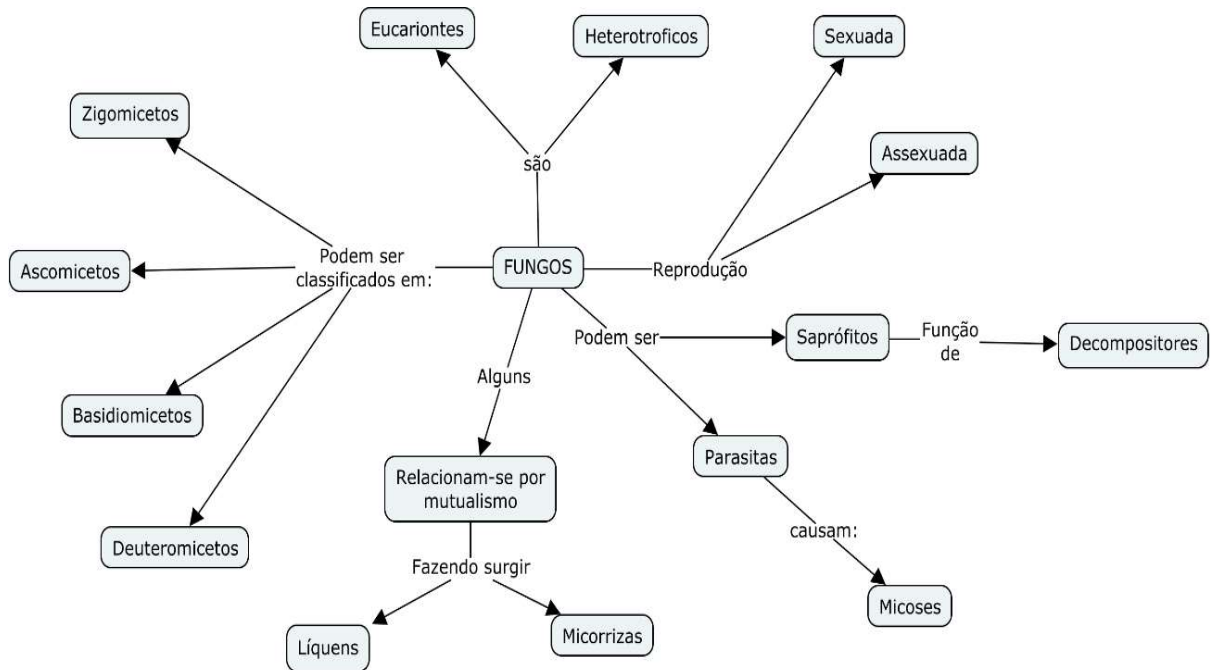 Eucariontes
Heterotroficos
Sexuada
Zigomicetos
Assexuada
são
Podem ser
classificados em:
FUNGOS
Reprodução
Ascomicetos
Podem ser
Saprófitos
Função
de
Decompositores
Alguns
Basidiomicetos
Parasitas
Relacionam-se por
mutualismo
causam:
Deuteromicetos
Fazendo surgir
Micoses
Líquens
Micorrizas